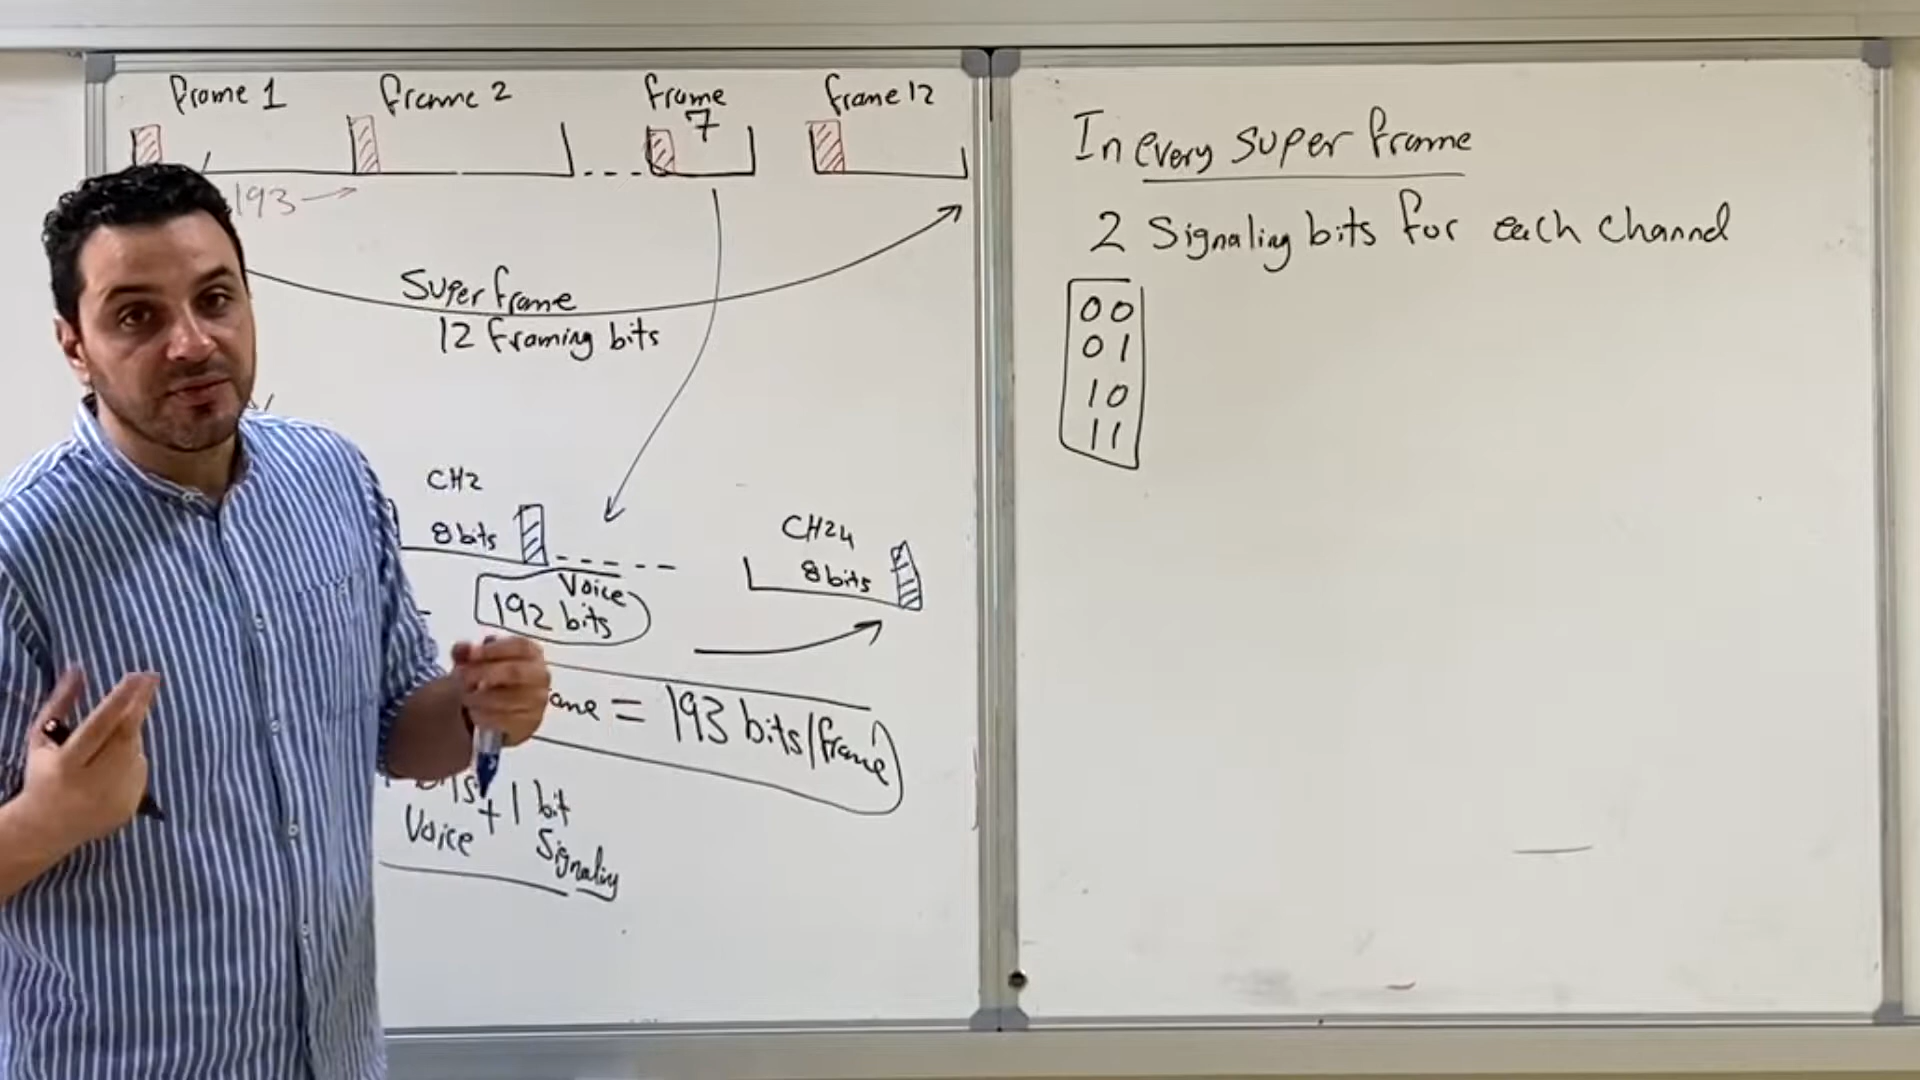 frame 1 frame 2 frame 7 frame 12
193
Super frame
12 framing bits
CH2
8 bits
CH24
8 bits
Voice
192 bits
= 193 bits/frame
bits + 1 bit
Voice Signaling
In every super frame
2 Signaling bits for each channel
00
01
10
11